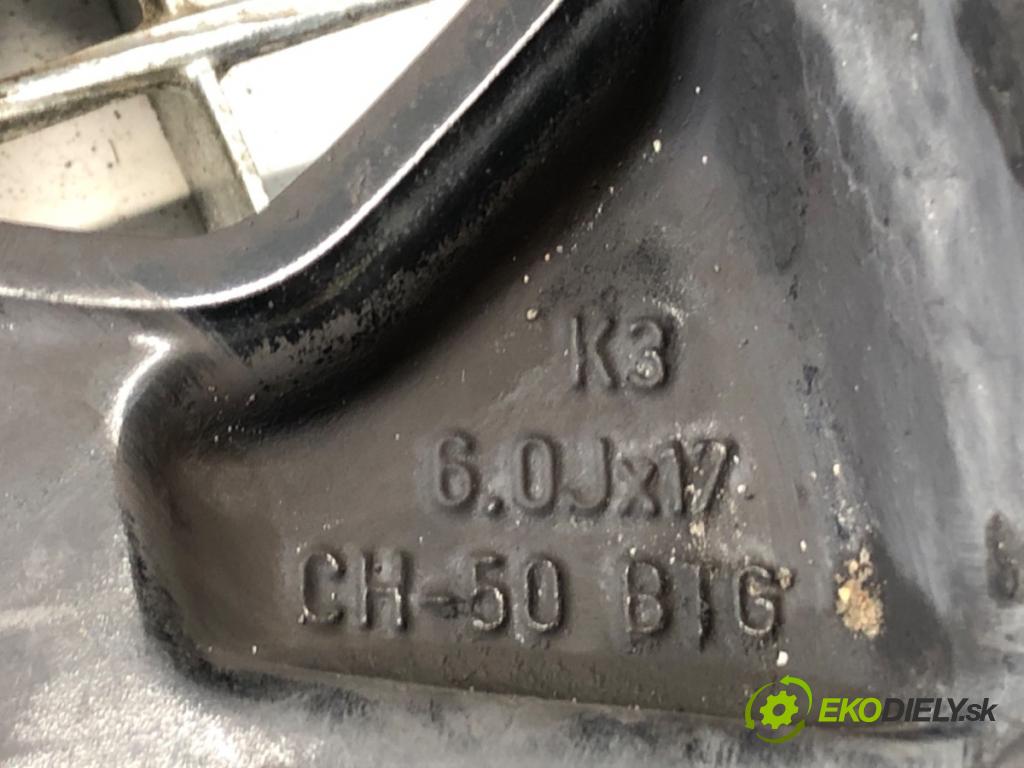 K3
6.0Jx17
CH-50 BTG
EKODIELY.sk